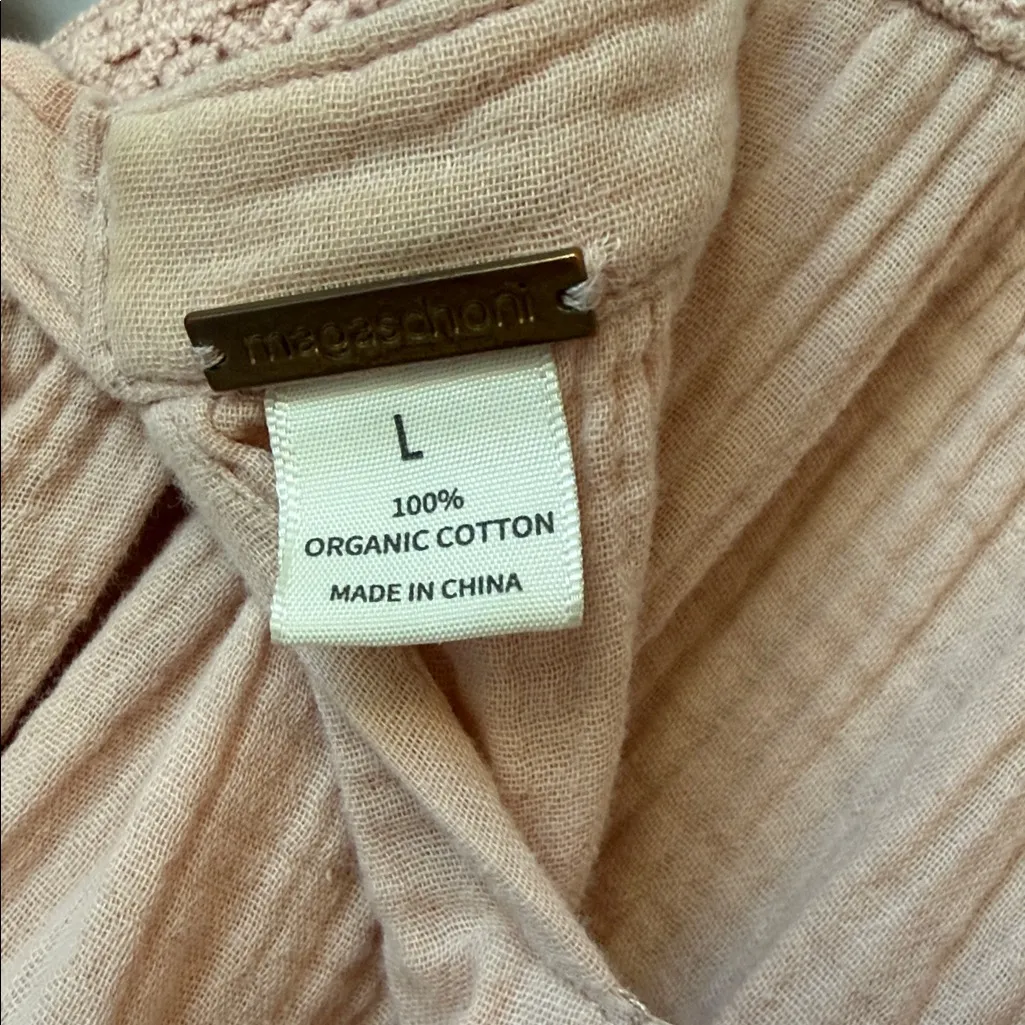 magaschoni
L
100%
ORGANIC COTTON
MADE IN CHINA